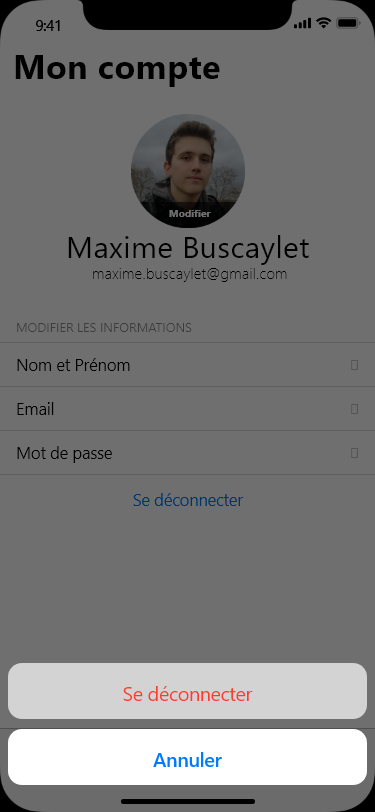 9:41
Mon compte
Modifier
Maxime Buscaylet
maxime.buscaylet@gmail.com
MODIFIER LES INFORMATIONS
Nom et Prénom
Email
Mot de passe
Se déconnecter
Se déconnecter
Annuler